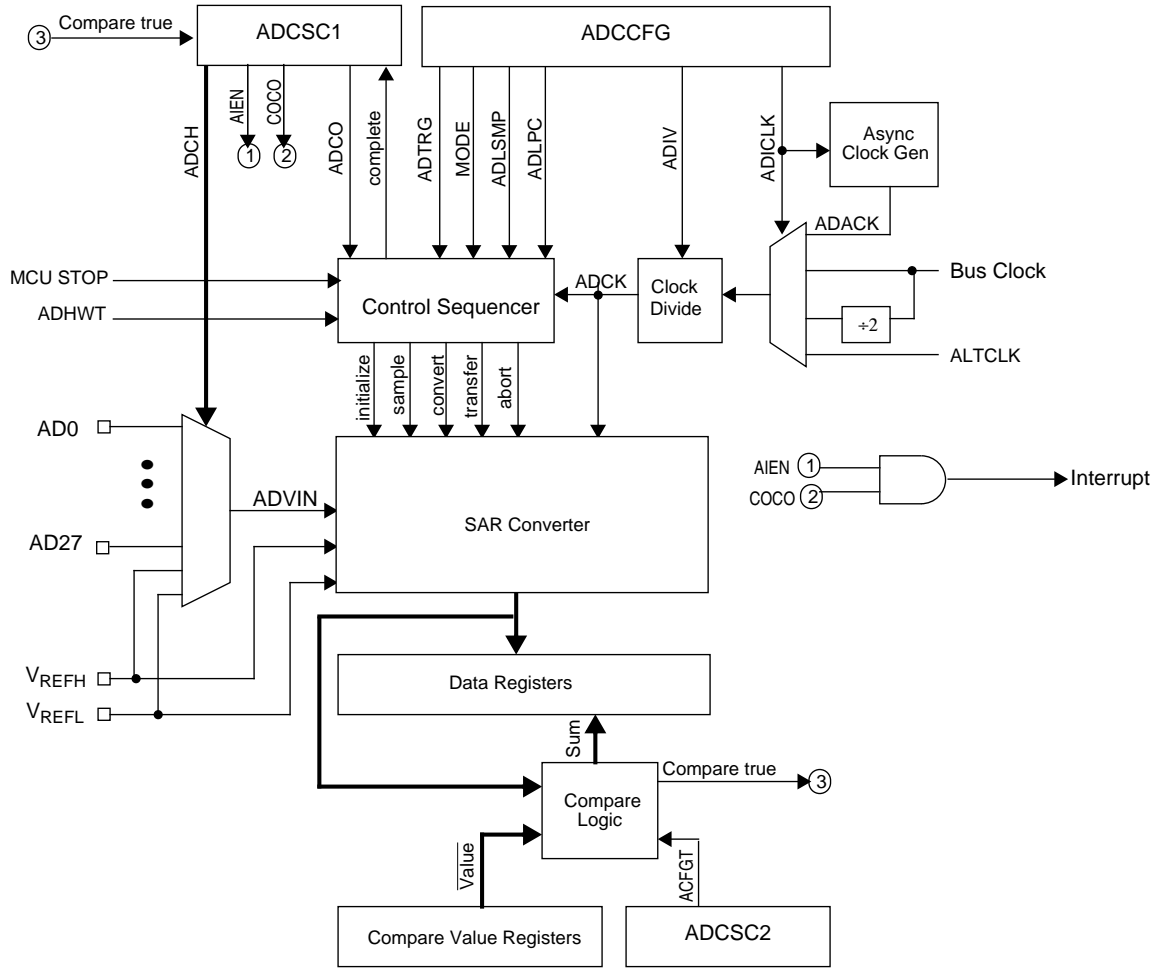 3
Compare true
ADCSC1
ADCCFG
ADCH
AIEN
COCO
1
2
ADCO
complete
ADTRG
MODE
ADLSMP
ADLPC
ADIV
ADICLK
Async
Clock Gen
ADACK
MCU STOP
ADHWT
Control Sequencer
ADCK
Clock
Divide
Bus Clock
÷2
ALTCLK
initialize
sample
convert
transfer
abort
AD0
AD27
ADVIN
SAR Converter
AIEN 1
COCO 2
Interrupt
VREFH
VREFL
Data Registers
Sum
Compare true
3
Compare
Logic
Value
ACFGT
Compare Value Registers
ADCSC2